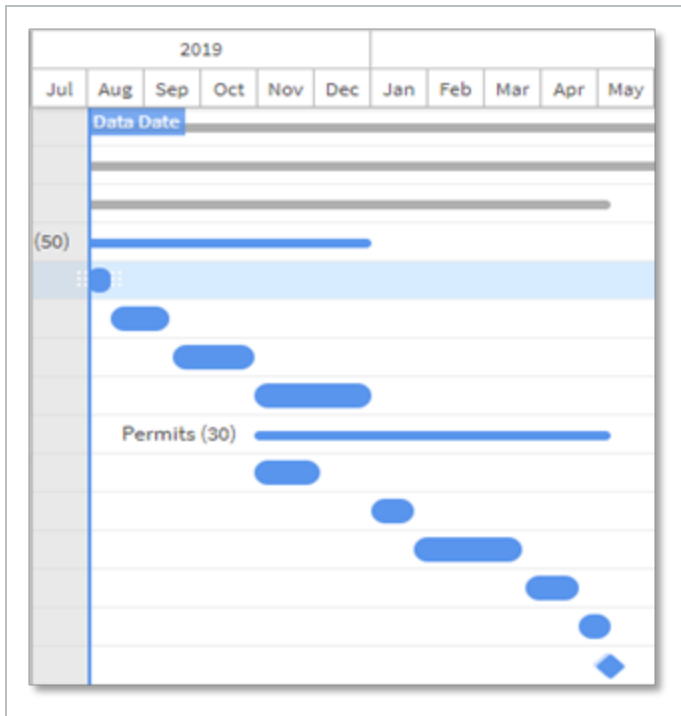 2019
Jul Aug Sep Oct Nov Dec Jan Feb Mar Apr May
Data Date
(50)
Permits (30)